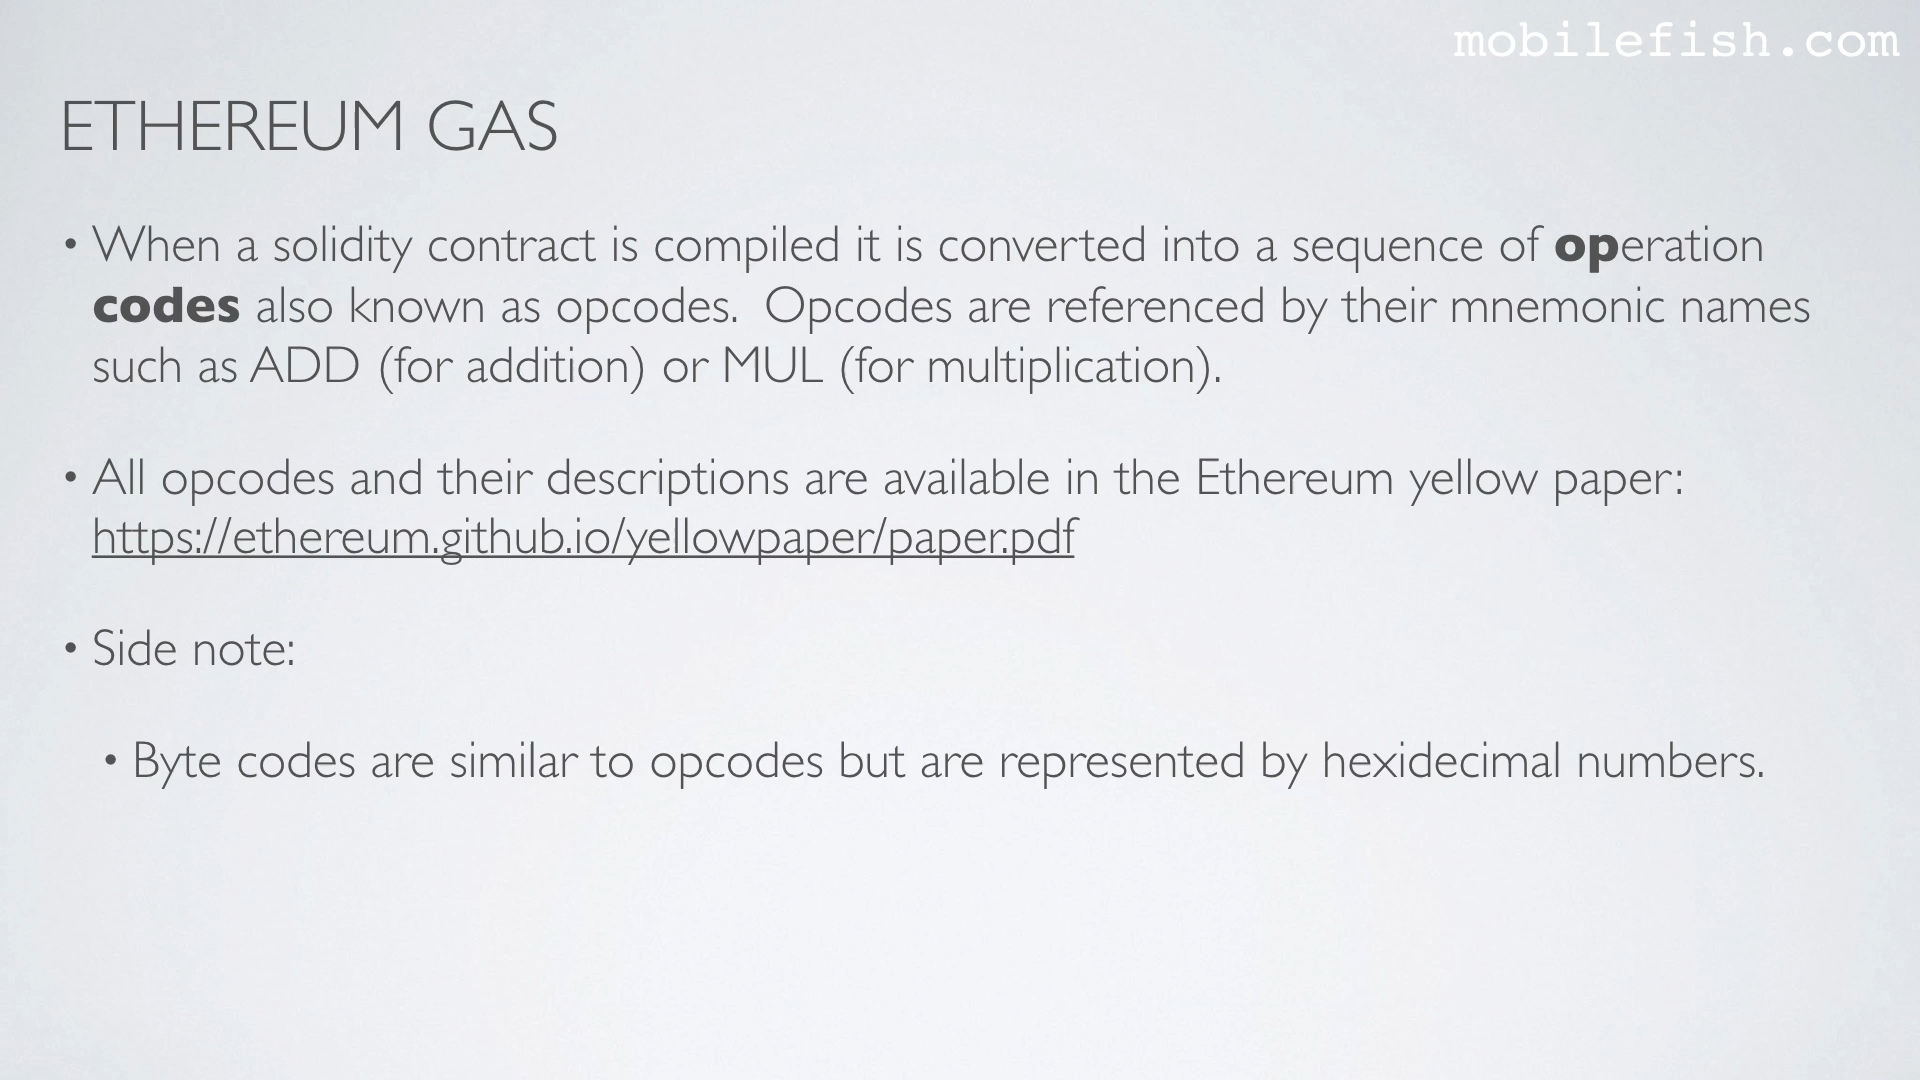 mobilefish.com
ETHEREUM GAS
• When a solidity contract is compiled it is converted into a sequence of operation
codes also known as opcodes.  Opcodes are referenced by their mnemonic names
such as ADD (for addition) or MUL (for multiplication).
• All opcodes and their descriptions are available in the Ethereum yellow paper:
https://ethereum.github.io/yellowpaper/paper.pdf
• Side note:
• Byte codes are similar to opcodes but are represented by hexidecimal numbers.